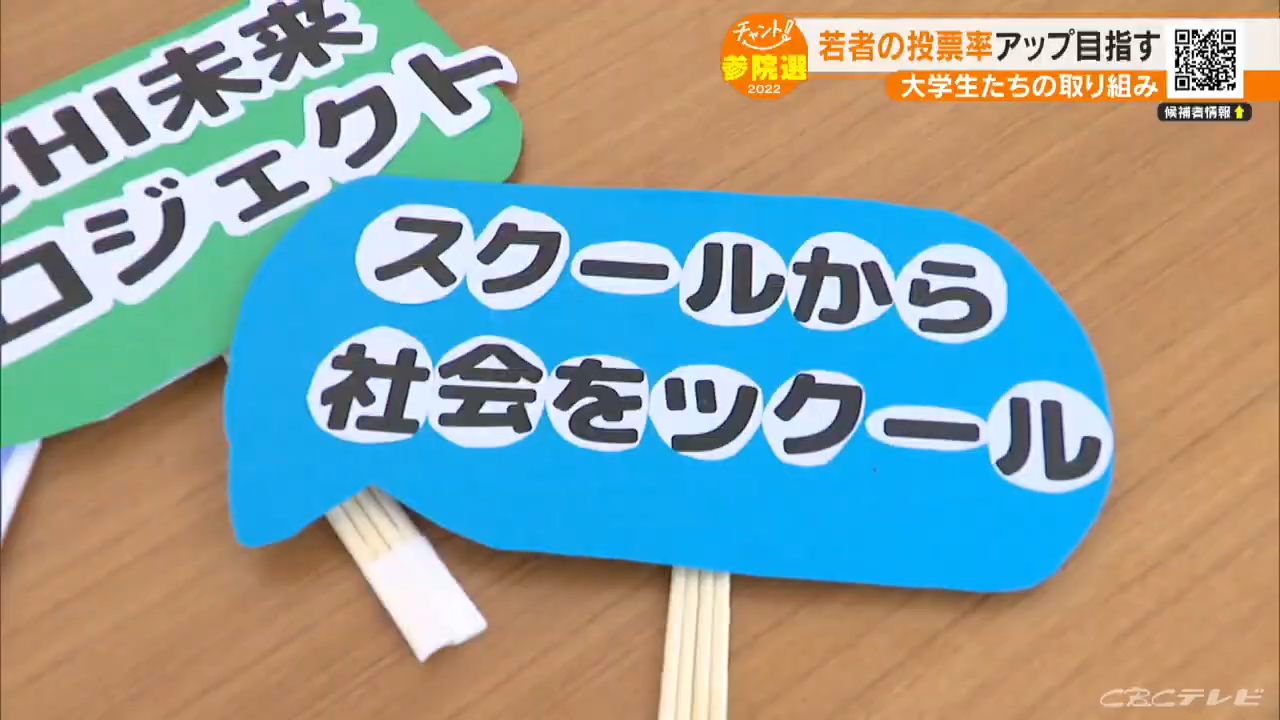 チャント!
参院選
2022
若者の投票率アップ目指す
大学生たちの取り組み
候補者情報
HI未来
ロジェクト
スクールから
社会をツクール
CBCテレビ